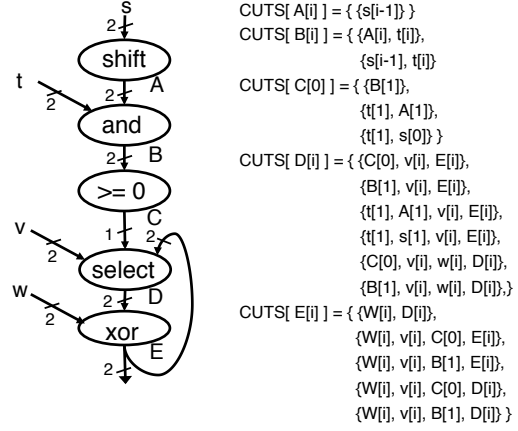 s
2
shift
A
t
2
2
and
B
2
>= 0
C
1
2
v
2
select
D
2
w
2
xor
E
2
CUTS[ A[i] ] = { {s[i-1]} }
CUTS[ B[i] ] = { {A[i], t[i]},
{s[i-1], t[i]}
CUTS[ C[0] ] = { {B[1]},
{t[1], A[1]},
{t[1], s[0]} }
CUTS[ D[i] ] = { {C[0], v[i], E[i]},
{B[1], v[i], E[i]},
{t[1], A[1], v[i], E[i]},
{t[1], s[1], v[i], E[i]},
{C[0], v[i], w[i], D[i]},
{B[1], v[i], w[i], D[i]},}
CUTS[ E[i] ] = { {W[i], D[i]},
{W[i], v[i], C[0], E[i]},
{W[i], v[i], B[1], E[i]},
{W[i], v[i], C[0], D[i]},
{W[i], v[i], B[1], D[i]} }